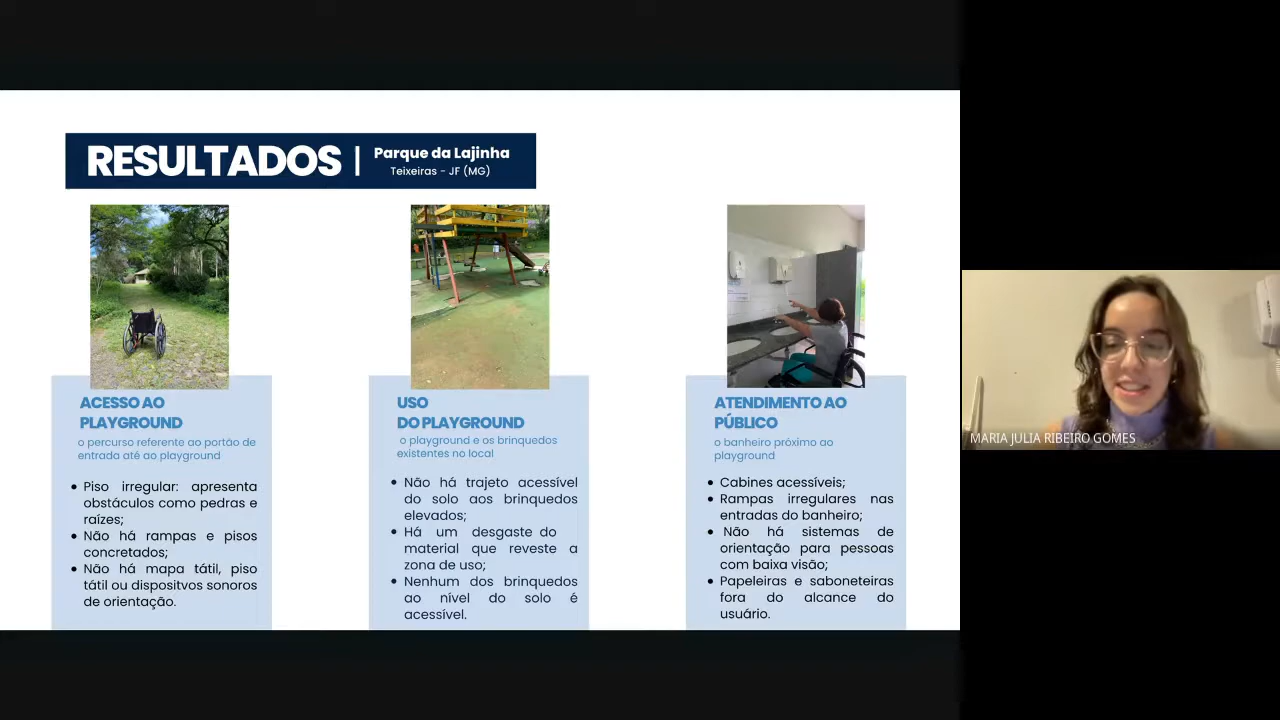 RESULTADOS
Parque da Lajinha
Teixeiras - JF (MG)
ACESSO AO
PLAYGROUND
o percurso referente ao portão de
entrada até ao playground
• Piso irregular: apresenta
obstáculos como pedras e
raízes;
• Não há rampas e pisos
concretados;
• Não há mapa tátil, piso
tátil ou dispositvos sonoros
de orientação.
USO
DO PLAYGROUND
o playground e os brinquedos
existentes no local
• Não há trajeto acessível
do solo aos brinquedos
elevados;
• Há um desgaste do
material que reveste a
zona de uso;
• Nenhum dos brinquedos
ao nível do solo é
acessível.
ATENDIMENTO AO
PÚBLICO
o banheiro próximo ao
playground
• Cabines acessíveis;
• Rampas irregulares nas
entradas do banheiro;
• Não há sistemas de
orientação para pessoas
com baixa visão;
• Papeleiras e saboneteiras
fora do alcance do
usuário.
MARIA JULIA RIBEIRO GOMES